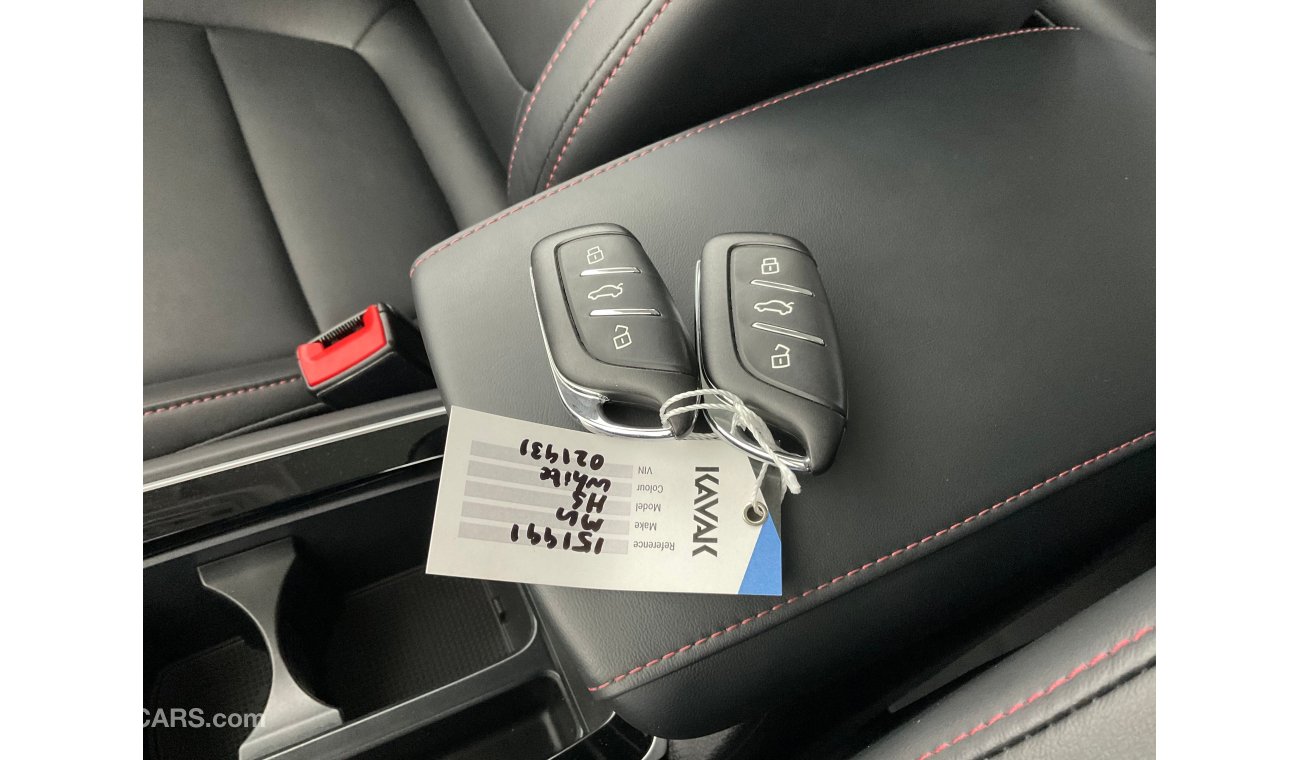 KAVAK
Reference 151441
Make MG
Model HS
Colour White
VIN 021431
CARS.com